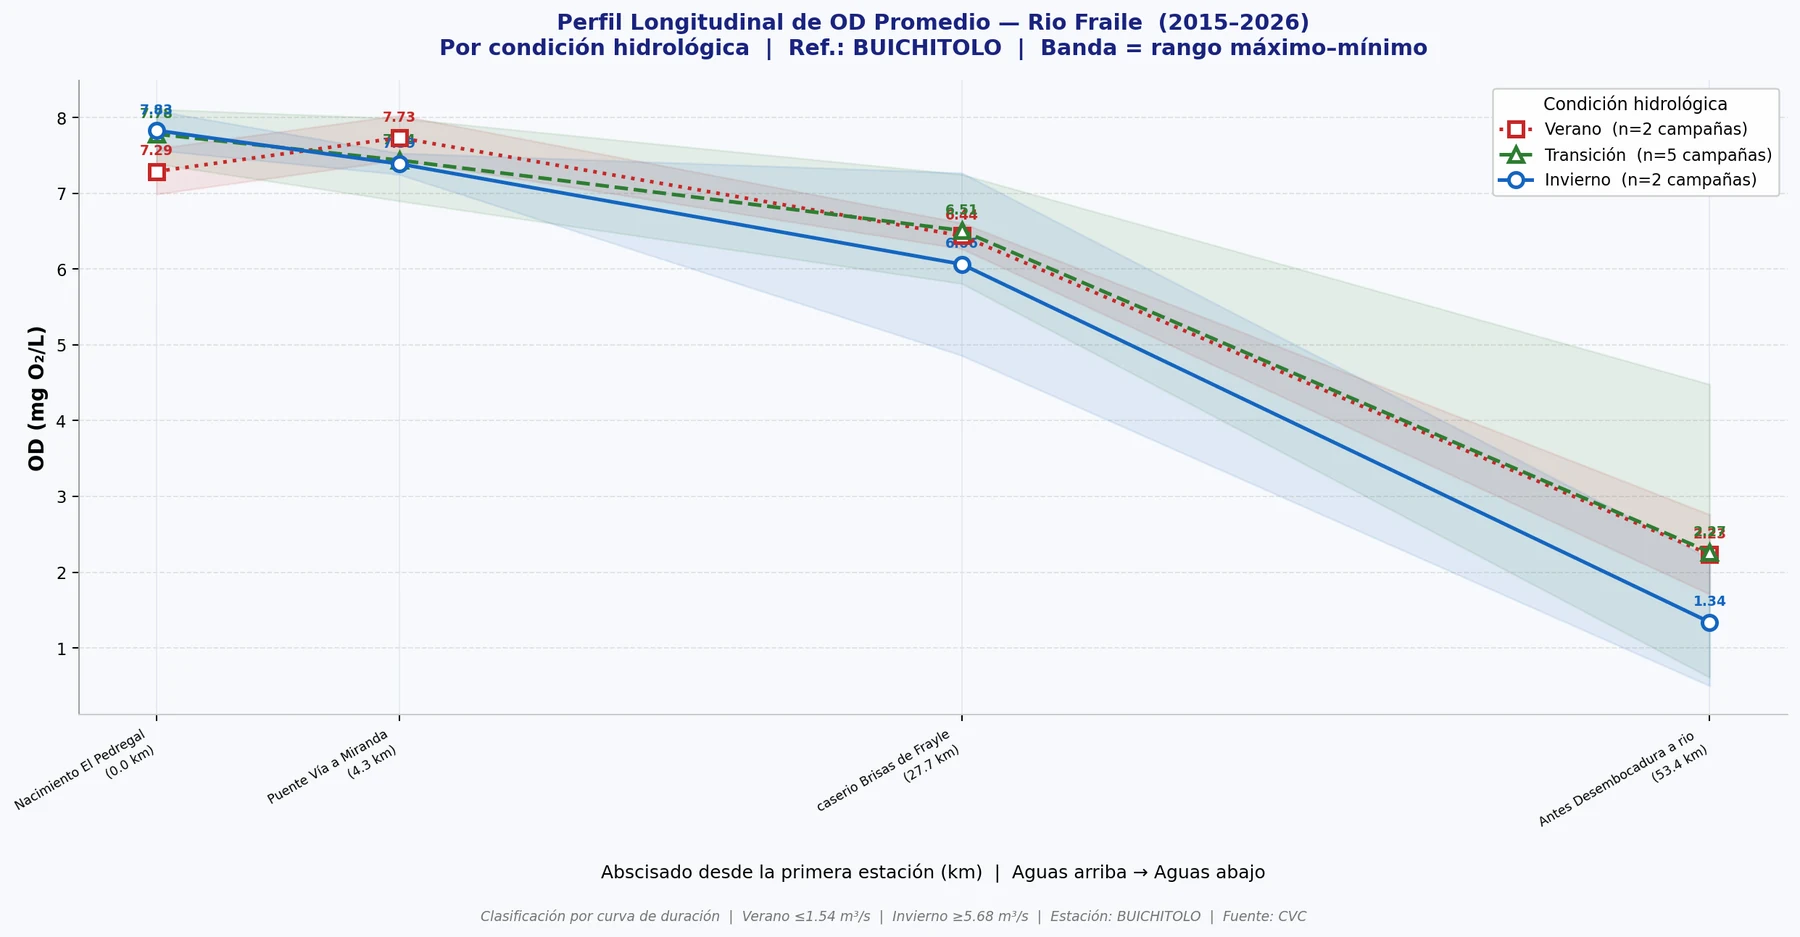 Perfil Longitudinal de OD Promedio — Rio Fraile (2015–2026)
Por condición hidrológica | Ref.: BUICHITOLO | Banda = rango máximo–mínimo
Condición hidrológica
Verano (n=2 campañas)
Transición (n=5 campañas)
Invierno (n=2 campañas)
OD (mg O₂/L)
8
7
6
5
4
3
2
1
7.83
7.78
7.29
7.73
6.51
6.44
2.27
2.23
1.34
Nacimiento El Pedregal
(0.0 km)
Puente Vía a Miranda
(4.3 km)
caserio Brisas de Frayle
(27.7 km)
Antes Desembocadura a rio
(53.4 km)
Abscisado desde la primera estación (km) | Aguas arriba → Aguas abajo
Clasificación por curva de duración | Verano ≤1.54 m³/s | Invierno ≥5.68 m³/s | Estación: BUICHITOLO | Fuente: CVC